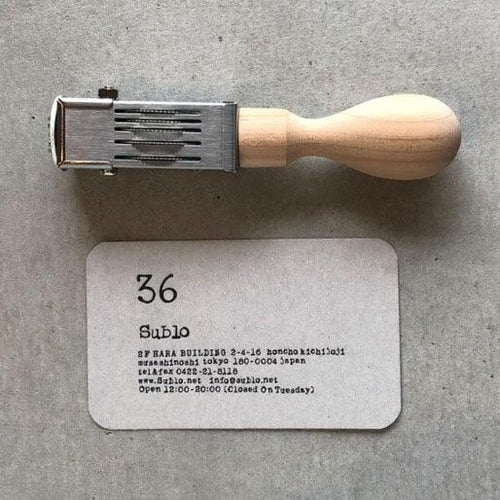 36
Sublo
2F HARA BUILDING 2-4-16 honcho kichijoji
musashinoshi tokyo 180-0004 japan
tel&fax 0422-21-8118
www.Sublo.net info@sublo.net
Open 12:00-20:00 (Closed On Tuesday)